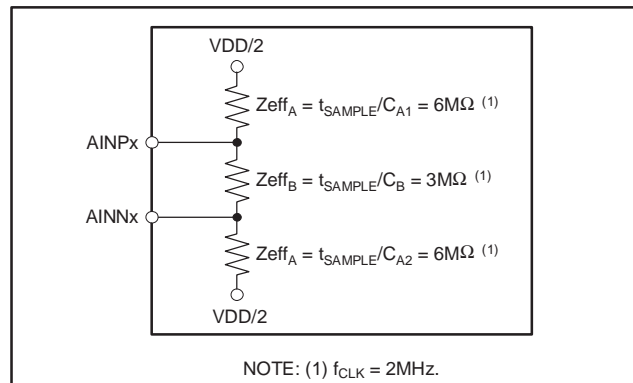 VDD/2
Zeff_A = t_SAMPLE/C_A1 = 6MΩ (1)
AINPx
Zeff_B = t_SAMPLE/C_B = 3MΩ (1)
AINNx
Zeff_A = t_SAMPLE/C_A2 = 6MΩ (1)
VDD/2
NOTE: (1) f_CLK = 2MHz.